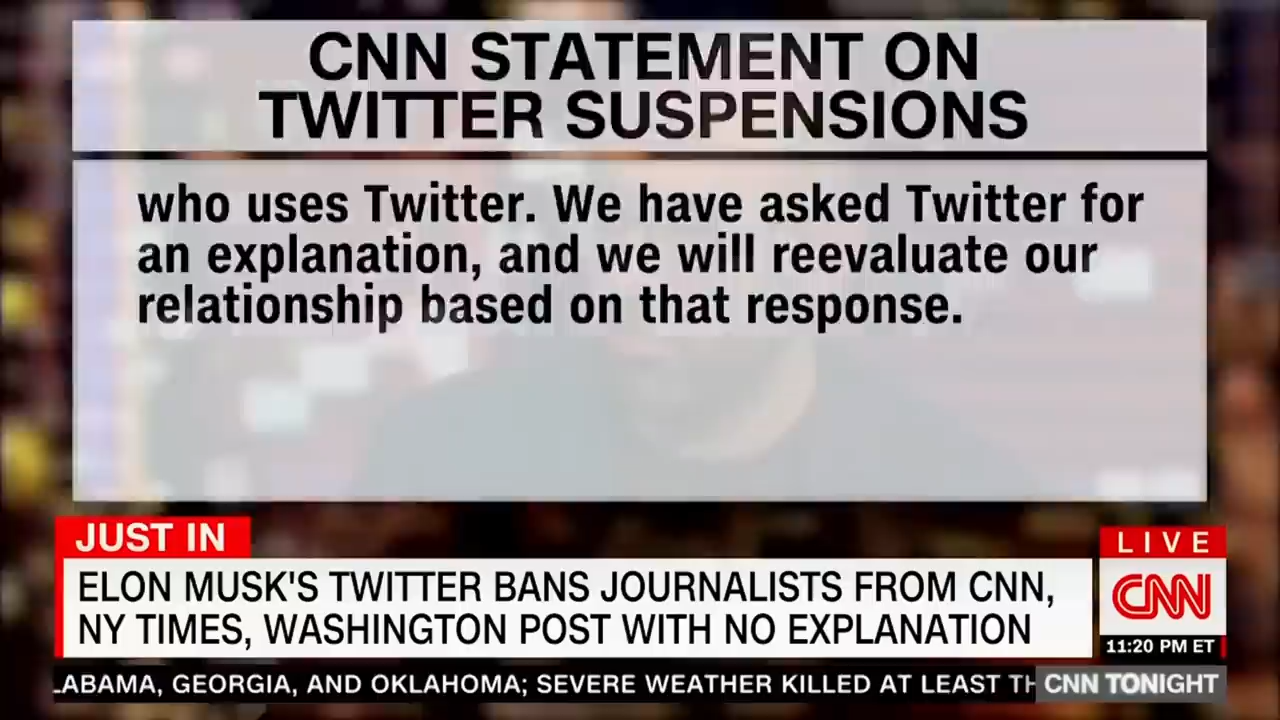 CNN STATEMENT ON
TWITTER SUSPENSIONS
who uses Twitter. We have asked Twitter for
an explanation, and we will reevaluate our
relationship based on that response.
JUST IN
ELON MUSK'S TWITTER BANS JOURNALISTS FROM CNN,
NY TIMES, WASHINGTON POST WITH NO EXPLANATION
LIVE
CNN
11:20 PM ET
ABAMA, GEORGIA, AND OKLAHOMA; SEVERE WEATHER KILLED AT LEAST
CNN TONIGHT